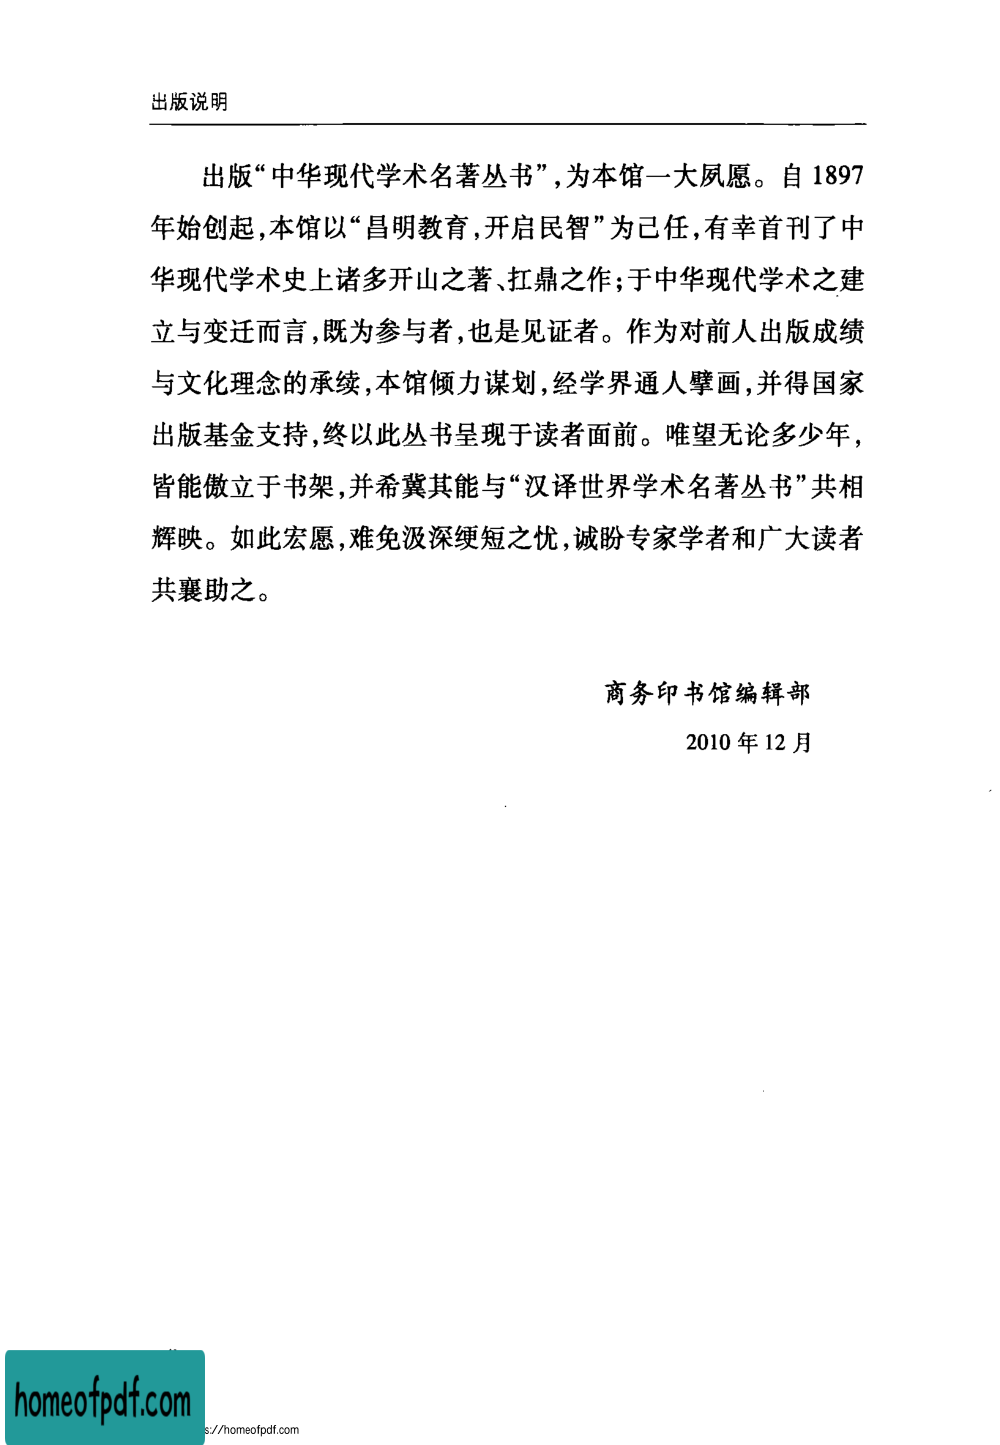 出版说明
出版“中华现代学术名著丛书”,为本馆一大夙愿。自1897
年始创起,本馆以“昌明教育,开启民智”为己任,有幸首刊了中
华现代学术史上诸多开山之著、扛鼎之作;于中华现代学术之建
立与变迁而言,既为参与者,也是见证者。作为对前人出版成绩
与文化理念的承续,本馆倾力谋划,经学界通人擘画,并得国家
出版基金支持,终以此丛书呈现于读者面前。唯望无论多少年,
皆能傲立于书架,并希冀其能与“汉译世界学术名著丛书”共相
辉映。如此宏愿,难免汲深绠短之忧,诚盼专家学者和广大读者
共襄助之。
商务印书馆编辑部
2010年12月
homeofpdf.com
s://homeofpdf.com